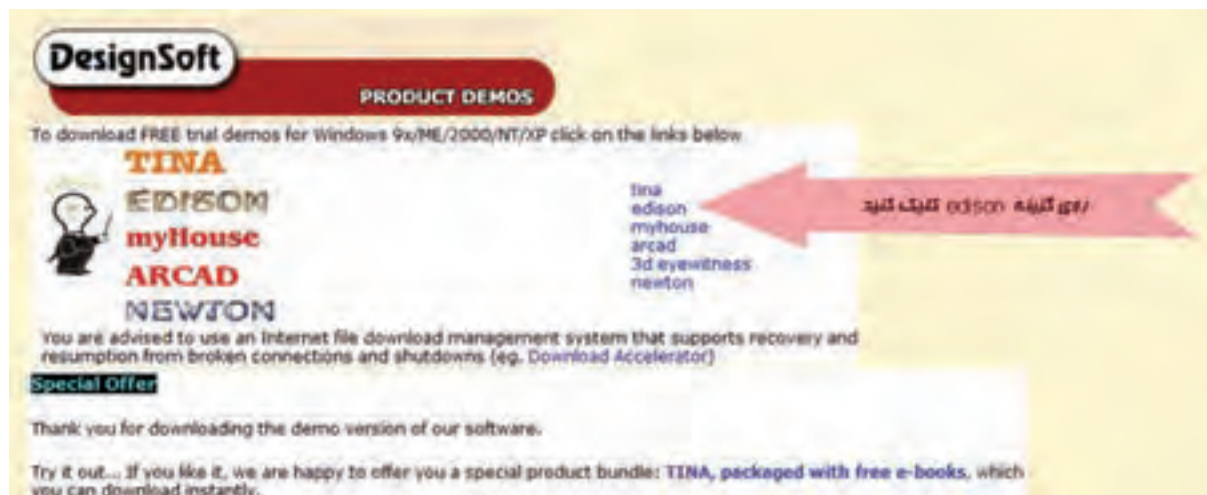 DesignSoft
PRODUCT DEMOS
To download FREE trial demos for Windows 9x/ME/2000/NT/XP click on the links below
TINA
EDISON
myHouse
ARCAD
NEWTON
tina
edison
myhouse
arcad
3d eyewitness
newton
روی گزینه edison کلیک کنید
You are advised to use an Internet file download management system that supports recovery and
resumption from broken connections and shutdowns (eg. Download Accelerator)
Special Offer
Thank you for downloading the demo version of our software.
Try it out... If you like it, we are happy to offer you a special product bundle: TINA, packaged with free e-books, which
you can download instantly.